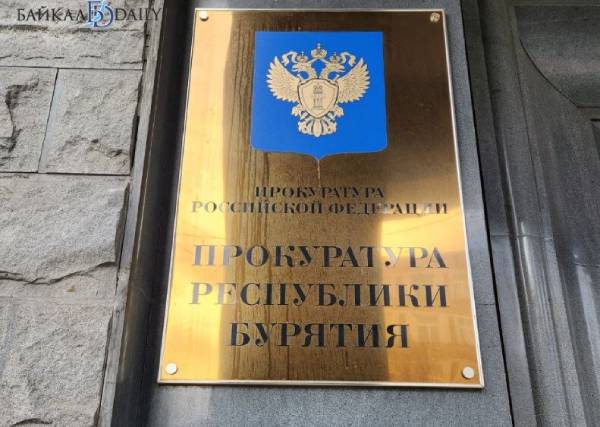 БАЙКАЛ DAILY
ПРОКУРАТУРА
РОССИЙСКОЙ ФЕДЕРАЦИИ
ПРОКУРАТУРА
РЕСПУБЛИКИ
БУРЯТИЯ